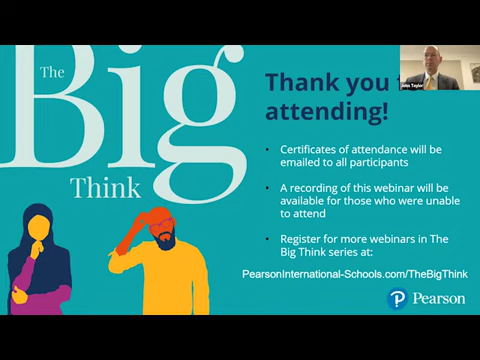 The
Big
Think
Thank you
attending!
John Taylor
• Certificates of attendance will be
emailed to all participants
• A recording of this webinar will be
available for those who were unable
to attend
• Register for more webinars in The
Big Think series at:
PearsonInternational-Schools.com/TheBigThink
Pearson